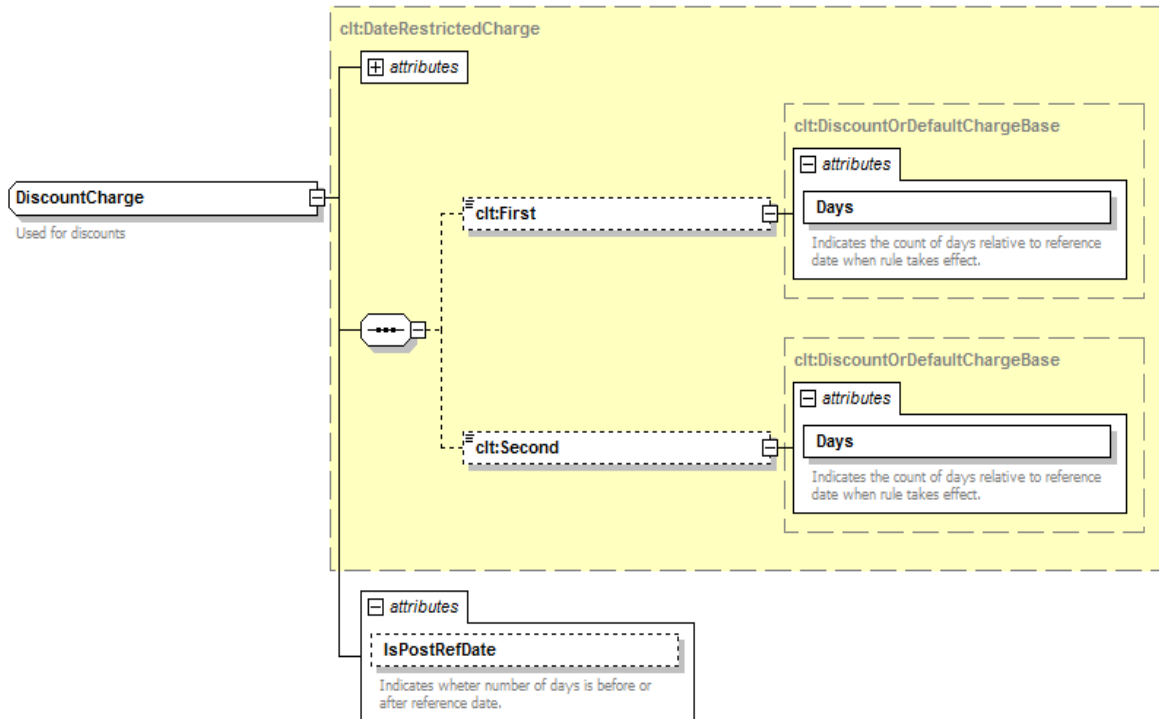 clt:DateRestrictedCharge
attributes
DiscountCharge
Used for discounts
clt:First
clt:DiscountOrDefaultChargeBase
attributes
Days
Indicates the count of days relative to reference
date when rule takes effect.
clt:Second
clt:DiscountOrDefaultChargeBase
attributes
Days
Indicates the count of days relative to reference
date when rule takes effect.
attributes
IsPostRefDate
Indicates wheter number of days is before or
after reference date.